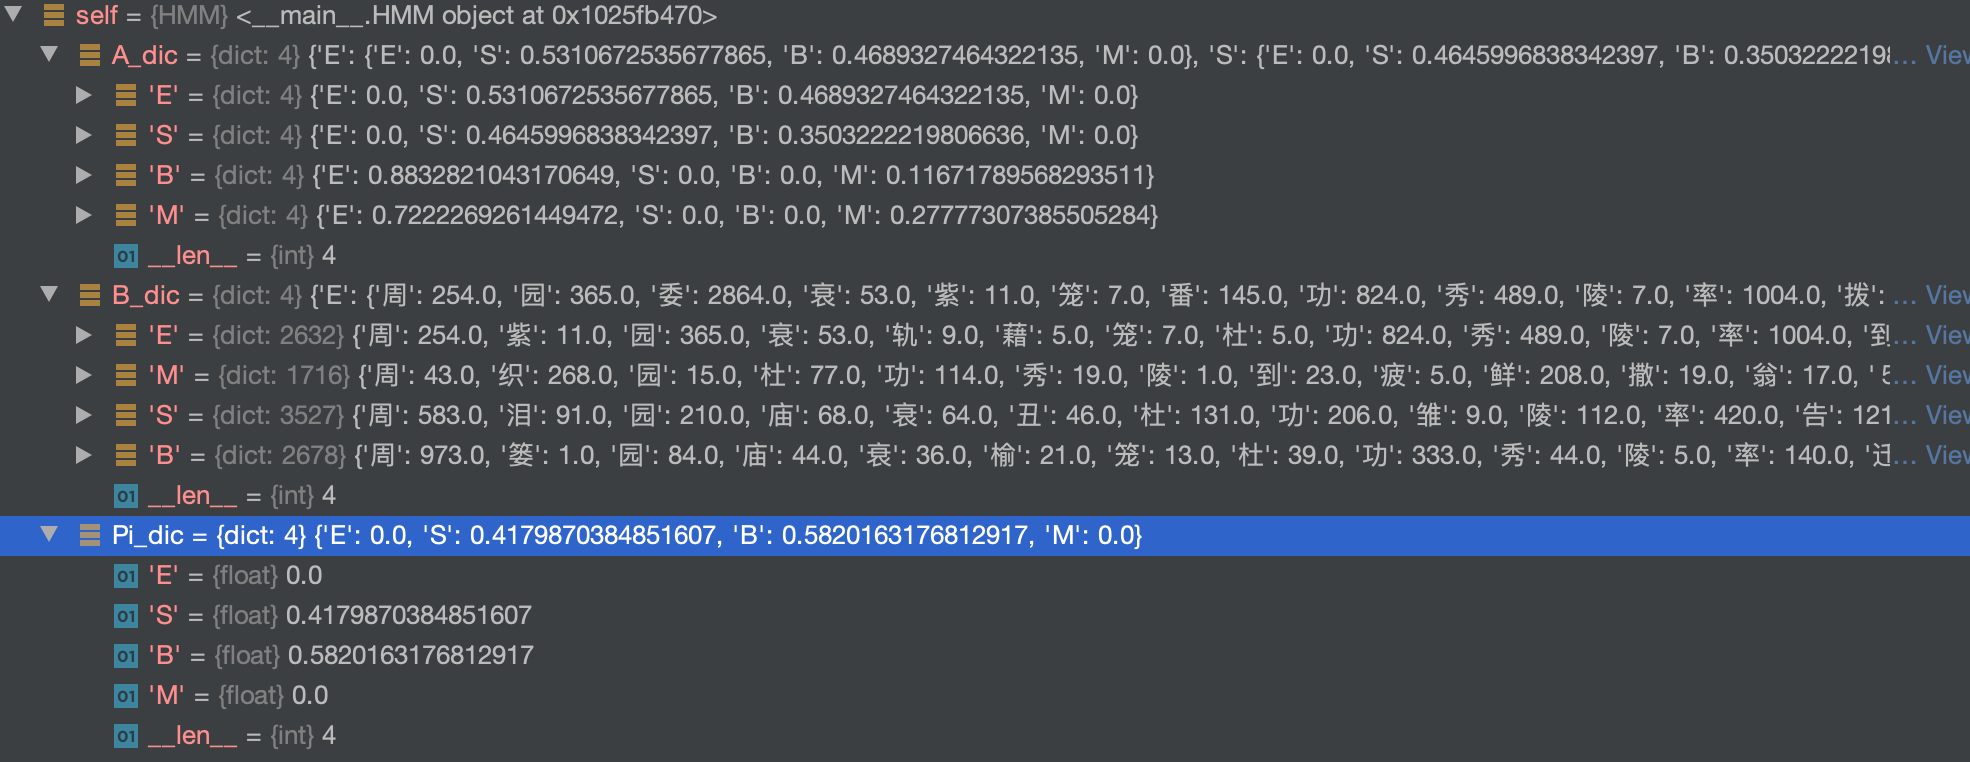 self = {HMM} <__main__.HMM object at 0x1025fb470>
A_dic = {dict: 4} {'E': {'E': 0.0, 'S': 0.5310672535677865, 'B': 0.4689327464322135, 'M': 0.0}, 'S': {'E': 0.0, 'S': 0.4645996838342397, 'B': 0.35032222198... View
'E' = {dict: 4} {'E': 0.0, 'S': 0.5310672535677865, 'B': 0.4689327464322135, 'M': 0.0}
'S' = {dict: 4} {'E': 0.0, 'S': 0.4645996838342397, 'B': 0.3503222219806636, 'M': 0.0}
'B' = {dict: 4} {'E': 0.8832821043170649, 'S': 0.0, 'B': 0.0, 'M': 0.11671789568293511}
'M' = {dict: 4} {'E': 0.7222269261449472, 'S': 0.0, 'B': 0.0, 'M': 0.27777307385505284}
01 __len__ = {int} 4
B_dic = {dict: 4} {'E': {'周': 254.0, '园': 365.0, '委': 2864.0, '衰': 53.0, '紫': 11.0, '笼': 7.0, '番': 145.0, '功': 824.0, '秀': 489.0, '陵': 7.0, '率': 1004.0, '拨': ... View
'E' = {dict: 2632} {'周': 254.0, '紫': 11.0, '园': 365.0, '衰': 53.0, '轨': 9.0, '藉': 5.0, '笼': 7.0, '杜': 5.0, '功': 824.0, '秀': 489.0, '陵': 7.0, '率': 1004.0, '到... View
'M' = {dict: 1716} {'周': 43.0, '织': 268.0, '园': 15.0, '杜': 77.0, '功': 114.0, '秀': 19.0, '陵': 1.0, '到': 23.0, '疲': 5.0, '鲜': 208.0, '撒': 19.0, '翁': 17.0, '... View
'S' = {dict: 3527} {'周': 583.0, '泪': 91.0, '园': 210.0, '庙': 68.0, '衰': 64.0, '丑': 46.0, '杜': 131.0, '功': 206.0, '雏': 9.0, '陵': 112.0, '率': 420.0, '告': 121... View
'B' = {dict: 2678} {'周': 973.0, '篓': 1.0, '园': 84.0, '庙': 44.0, '衰': 36.0, '榆': 21.0, '笼': 13.0, '杜': 39.0, '功': 333.0, '秀': 44.0, '陵': 5.0, '率': 140.0, '迁... View
01 __len__ = {int} 4
Pi_dic = {dict: 4} {'E': 0.0, 'S': 0.4179870384851607, 'B': 0.5820163176812917, 'M': 0.0}
01 'E' = {float} 0.0
01 'S' = {float} 0.4179870384851607
01 'B' = {float} 0.5820163176812917
01 'M' = {float} 0.0
01 __len__ = {int} 4